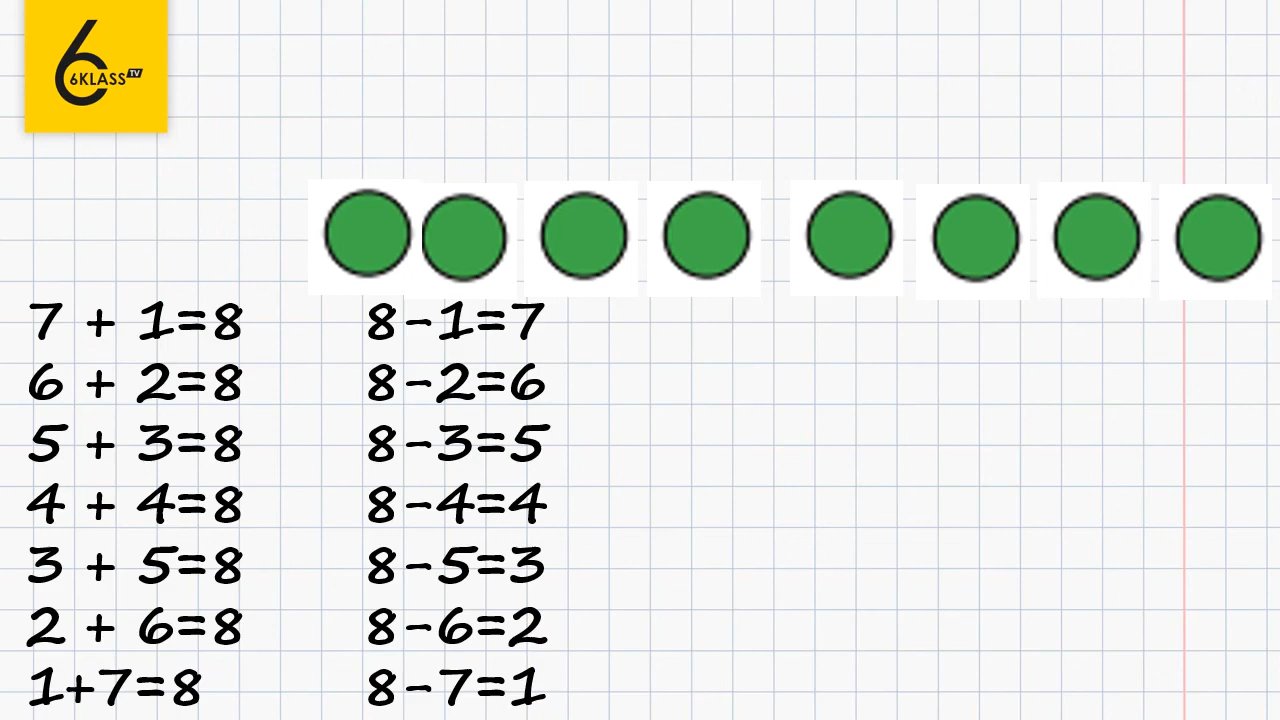 6KLASS TV
7 + 1=8 8-1=7
6 + 2=8 8-2=6
5 + 3=8 8-3=5
4 + 4=8 8-4=4
3 + 5=8 8-5=3
2 + 6=8 8-6=2
1+7=8 8-7=1